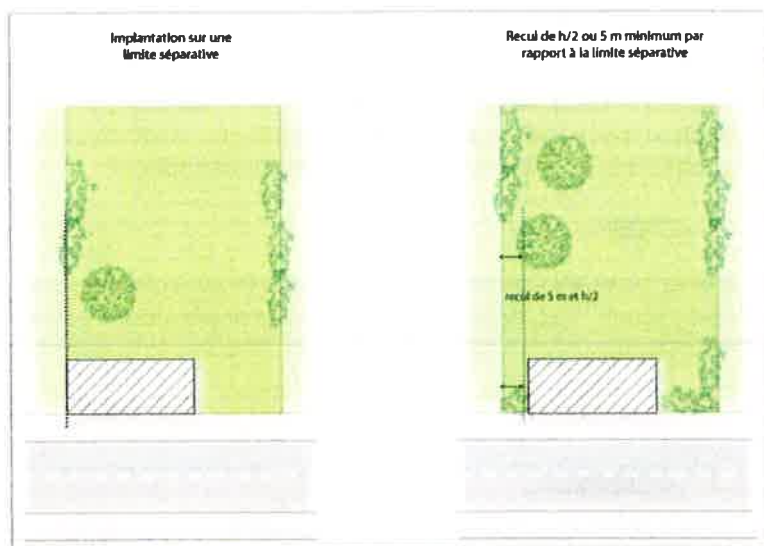 Implantation sur une
limite séparative
Recul de h/2 ou 5 m minimum par
rapport à la limite séparative
recul de 5 m et h/2